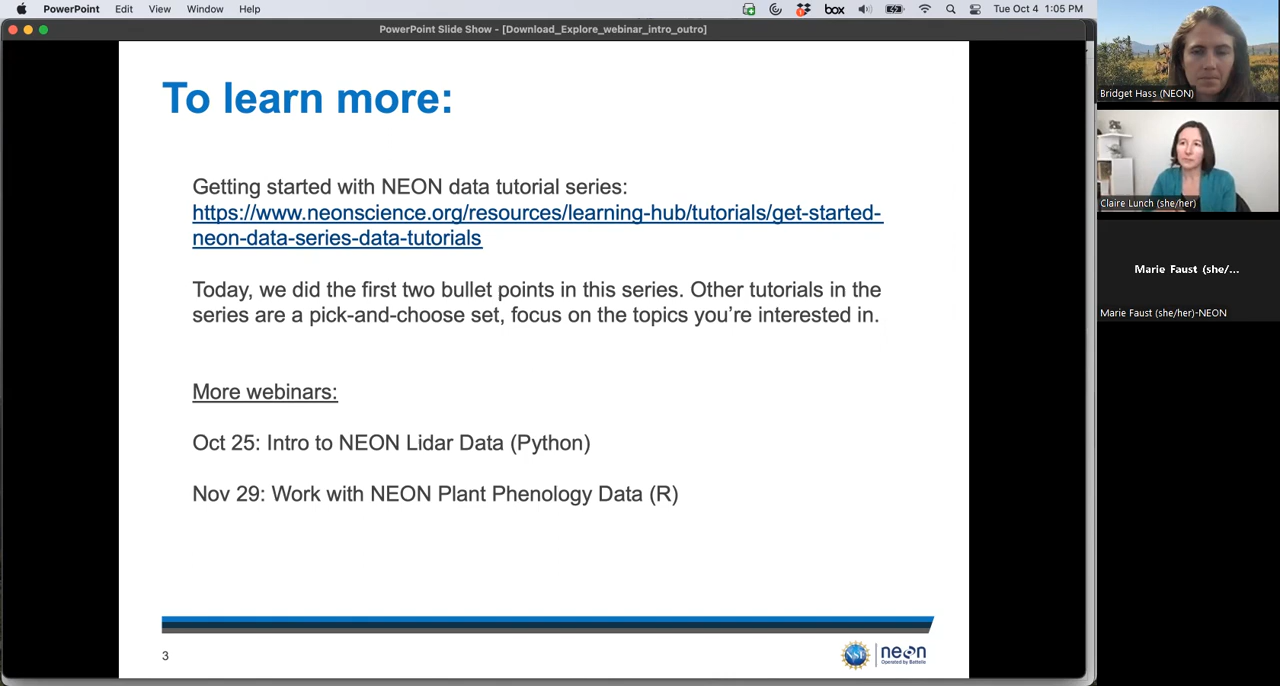 PowerPoint Edit View Window Help
box
Tue Oct 4 1:05 PM
PowerPoint Slide Show - [Download_Explore_webinar_intro_outro]
To learn more:
Getting started with NEON data tutorial series:
https://www.neonscience.org/resources/learning-hub/tutorials/get-started-
neon-data-series-data-tutorials
Today, we did the first two bullet points in this series. Other tutorials in the
series are a pick-and-choose set, focus on the topics you’re interested in.
More webinars:
Oct 25: Intro to NEON Lidar Data (Python)
Nov 29: Work with NEON Plant Phenology Data (R)
3
NSF
neon
Operated by Battelle
Bridget Hass (NEON)
Claire Lunch (she/her)
Marie Faust (she/...
Marie Faust (she/her)-NEON